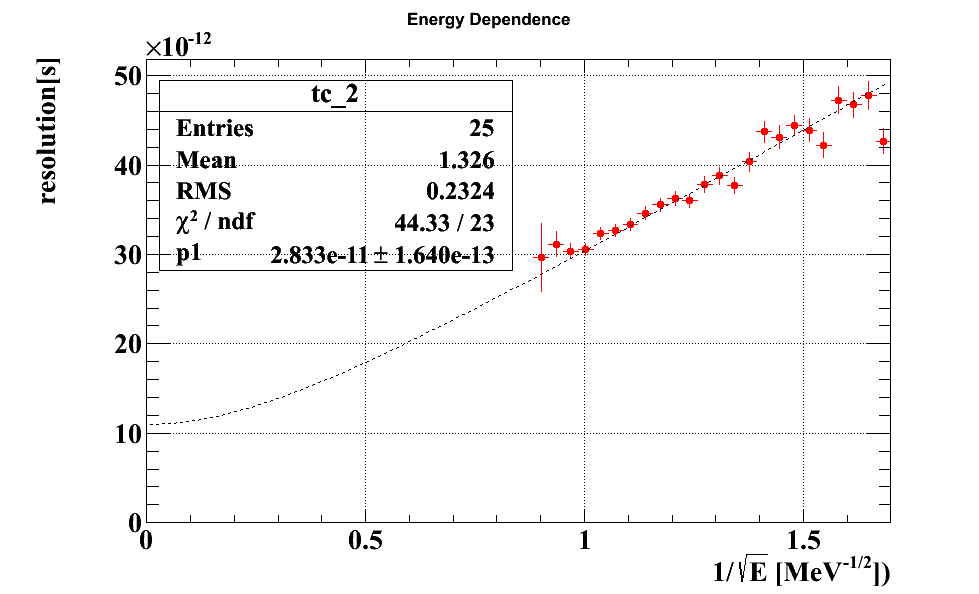 Energy Dependence
×10⁻¹²
resolution[s]
50
40
30
20
10
0
tc_2
Entries 25
Mean 1.326
RMS 0.2324
χ² / ndf 44.33 / 23
p1 2.833e-11 ± 1.640e-13
0 0.5 1 1.5
1/√E [MeV⁻¹/²])